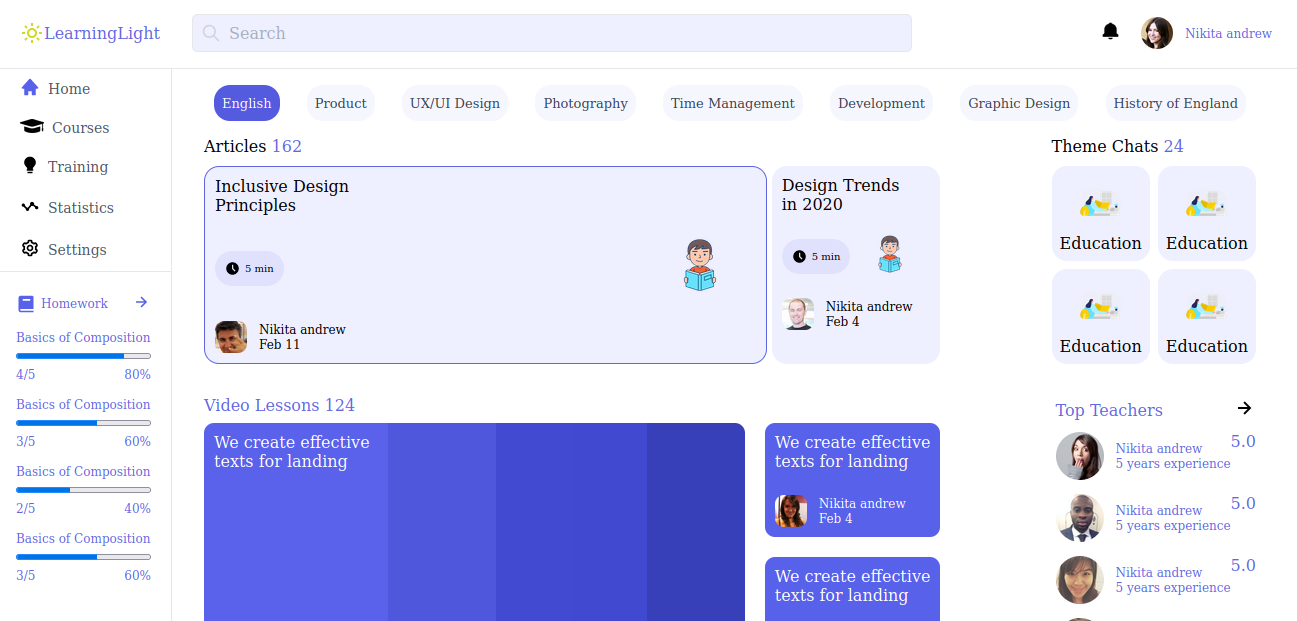 LearningLight
Search
Nikita andrew
Home
Courses
Training
Statistics
Settings
Homework
Basics of Composition
4/5 80%
Basics of Composition
3/5 60%
Basics of Composition
2/5 40%
Basics of Composition
3/5 60%
English Product UX/UI Design Photography Time Management Development Graphic Design History of England
Articles 162
Inclusive Design
Principles
5 min
Nikita andrew
Feb 11
Design Trends
in 2020
5 min
Nikita andrew
Feb 4
Theme Chats 24
Education Education
Education Education
Video Lessons 124
We create effective
texts for landing
We create effective
texts for landing
Nikita andrew
Feb 4
We create effective
texts for landing
Top Teachers
Nikita andrew 5.0
5 years experience
Nikita andrew 5.0
5 years experience
Nikita andrew 5.0
5 years experience